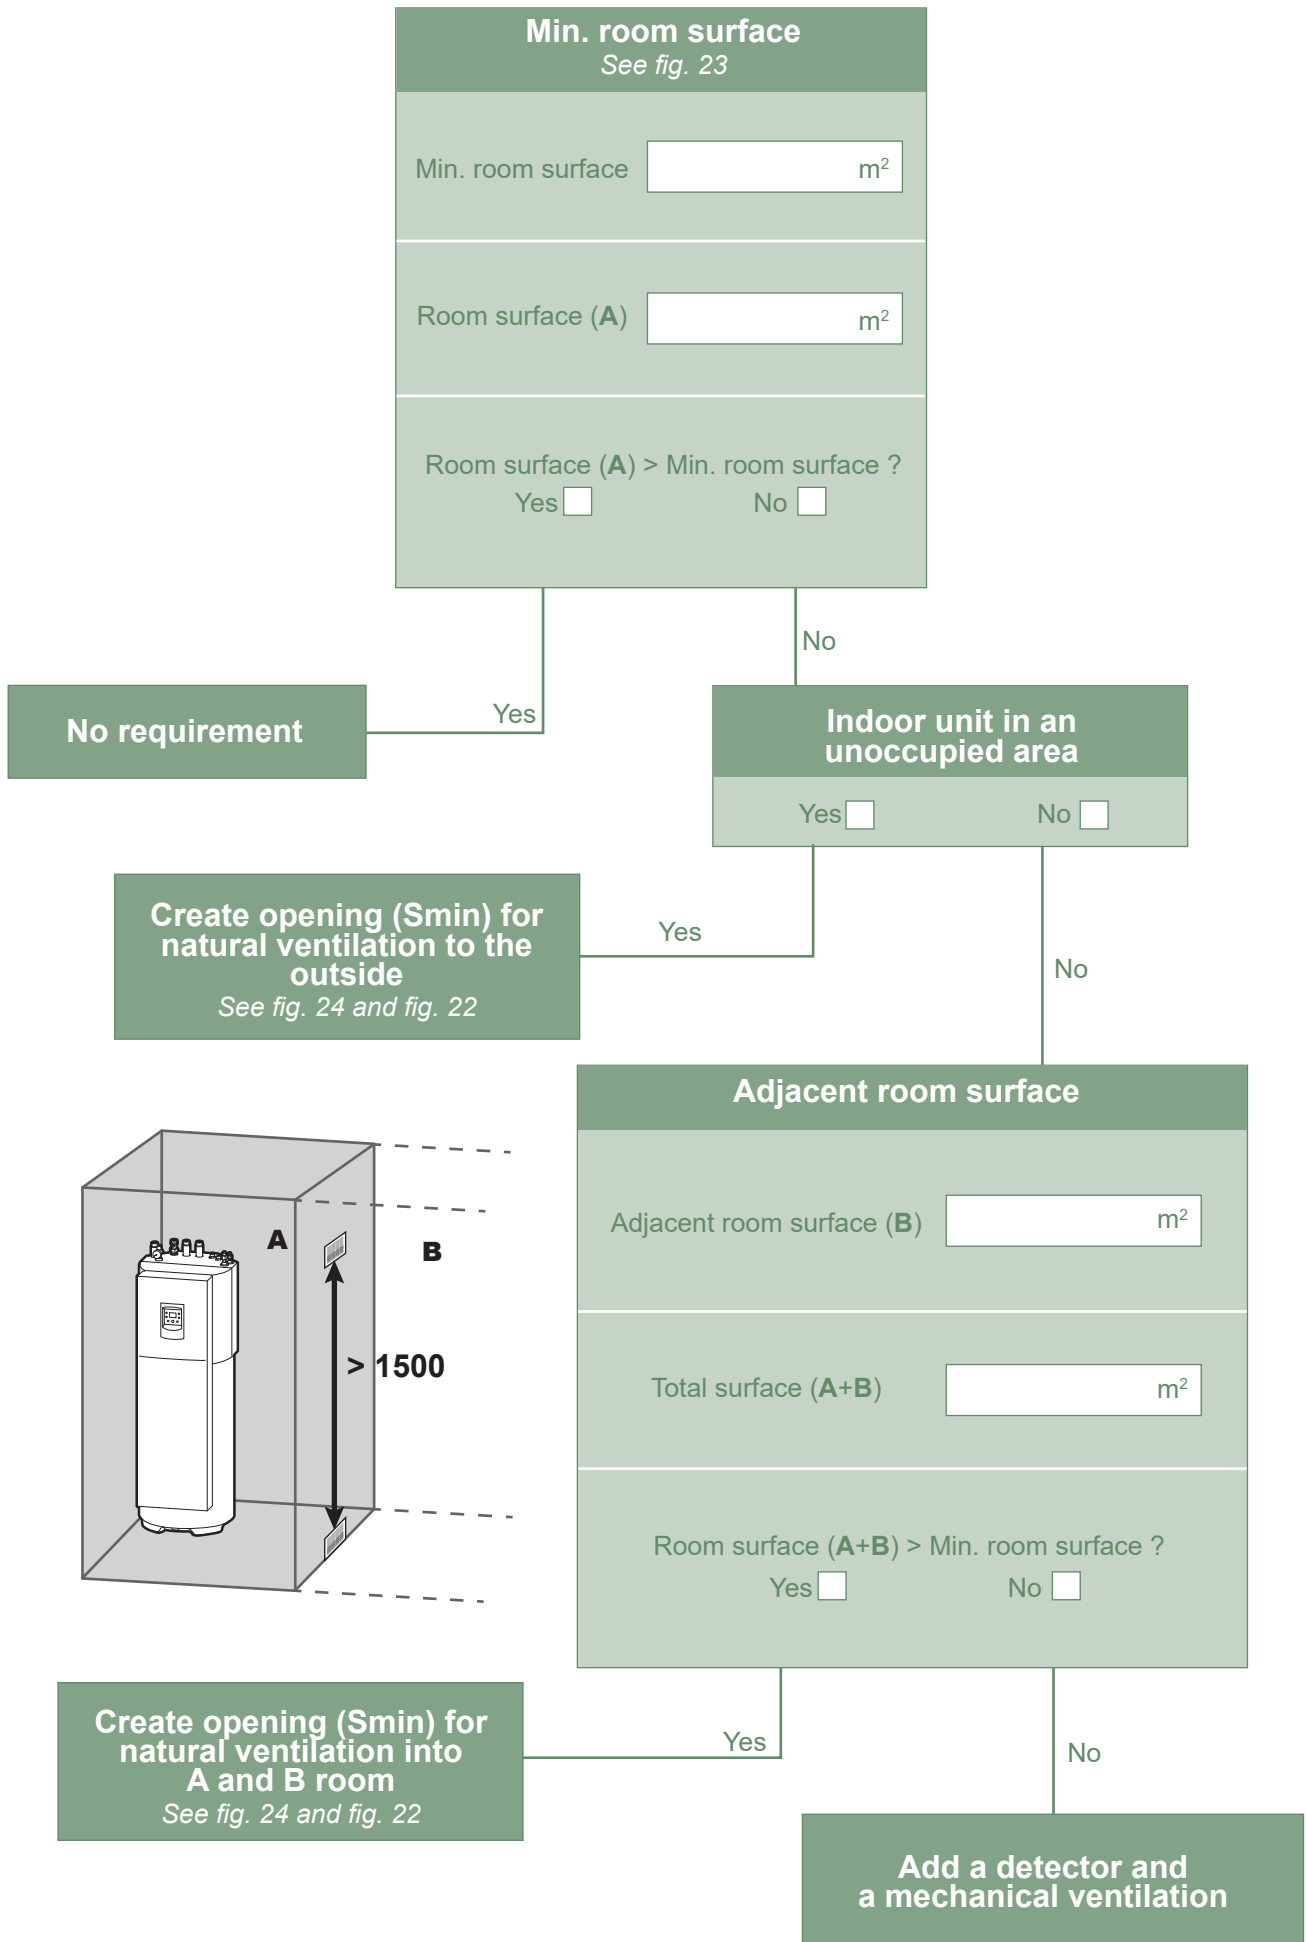 Min. room surface
See fig. 23
Min. room surface
m²
Room surface (A)
m²
Room surface (A) > Min. room surface ?
Yes
No
No
Yes
No requirement
Indoor unit in an
unoccupied area
Yes
No
Create opening (Smin) for
natural ventilation to the
outside
See fig. 24 and fig. 22
Yes
No
Adjacent room surface
Adjacent room surface (B)
m²
Total surface (A+B)
m²
Room surface (A+B) > Min. room surface ?
Yes
No
A
B
> 1500
Create opening (Smin) for
natural ventilation into
A and B room
See fig. 24 and fig. 22
Yes
No
Add a detector and
a mechanical ventilation